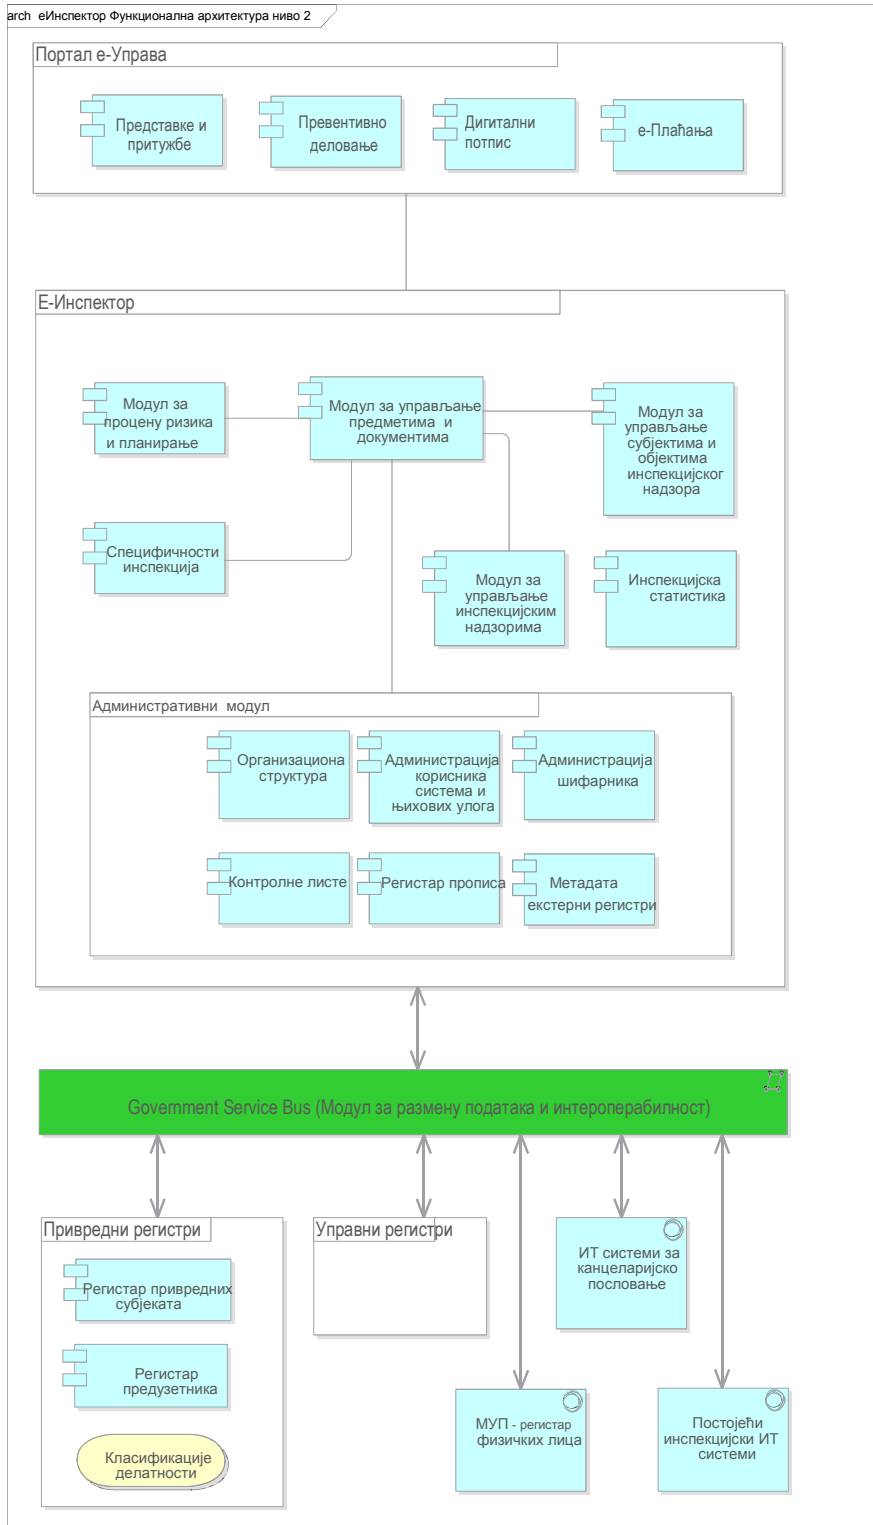 arch еИнспектор Функционална архитектура ниво 2
Портал е-Управа
Представке и
притужбе
Превентивно
деловање
Дигитални
потпис
е-Плаћања
Е-Инспектор
Модул за
процену ризика
и планирање
Модул за управљање
предметима и
документима
Модул за
управљање
субјектима и
објектима
инспекцијског
надзора
Специфичности
инспекција
Модул за
управљање
инспекцијским
надзорима
Инспекцијска
статистика
Административни модул
Организациона
структура
Администрација
корисника
система и
њихових улога
Администрација
шифарника
Контролне листе
Регистар прописа
Метадата
екстерни регистри
Government Service Bus (Модул за размену података и интероперабилност)
Привредни регистри
Регистар привредних
субјеката
Регистар
предузетника
Класификације
делатности
Управни регистри
ИТ системи за
канцеларијско
пословање
МУП - регистар
физичких лица
Постојећи
инспекцијски ИТ
системи